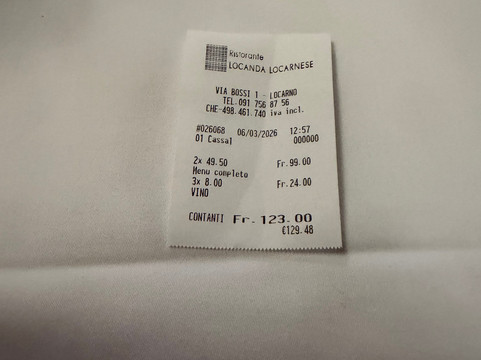 Ristorante
LOCANDA LOCARNESE
VIA BOSSI 1 - LOCARNO
TEL.091 756 87 56
CHE-498.461.740 iva incl.
#026068 06/03/2026 12:57
01 Cassa1 000000
2x 49.50 Fr.99.00
Menu completo
3x 8.00 Fr.24.00
VINO
CONTANTI Fr.123.00
€129.48